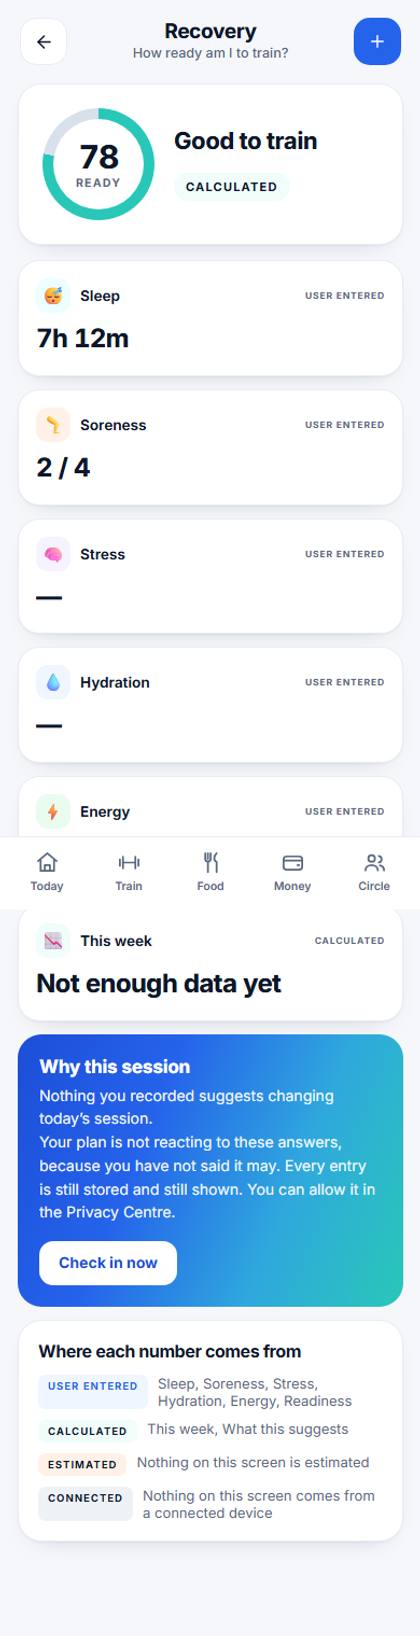 Recovery
How ready am I to train?
78
READY
Good to train
CALCULATED
Sleep
USER ENTERED
7h 12m
Soreness
USER ENTERED
2 / 4
Stress
USER ENTERED
—
Hydration
USER ENTERED
—
Energy
USER ENTERED
Today
Train
Food
Money
Circle
This week
CALCULATED
Not enough data yet
Why this session
Nothing you recorded suggests changing
today’s session.
Your plan is not reacting to these answers,
because you have not said it may. Every entry
is still stored and still shown. You can allow it in
the Privacy Centre.
Check in now
Where each number comes from
USER ENTERED
Sleep, Soreness, Stress,
Hydration, Energy, Readiness
CALCULATED
This week, What this suggests
ESTIMATED
Nothing on this screen is estimated
CONNECTED
Nothing on this screen comes from
a connected device